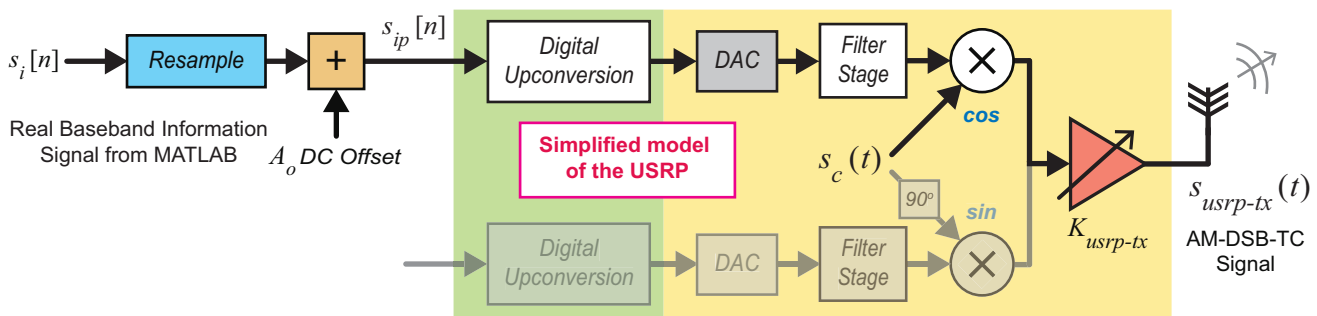 s_i[n]
Resample
+
s_ip[n]
Real Baseband Information
Signal from MATLAB
A_o DC Offset
Digital
Upconversion
DAC
Filter
Stage
×
cos
Simplified model
of the USRP
s_c(t)
90°
sin
Digital
Upconversion
DAC
Filter
Stage
×
K_usrp-tx
s_usrp-tx(t)
AM-DSB-TC
Signal